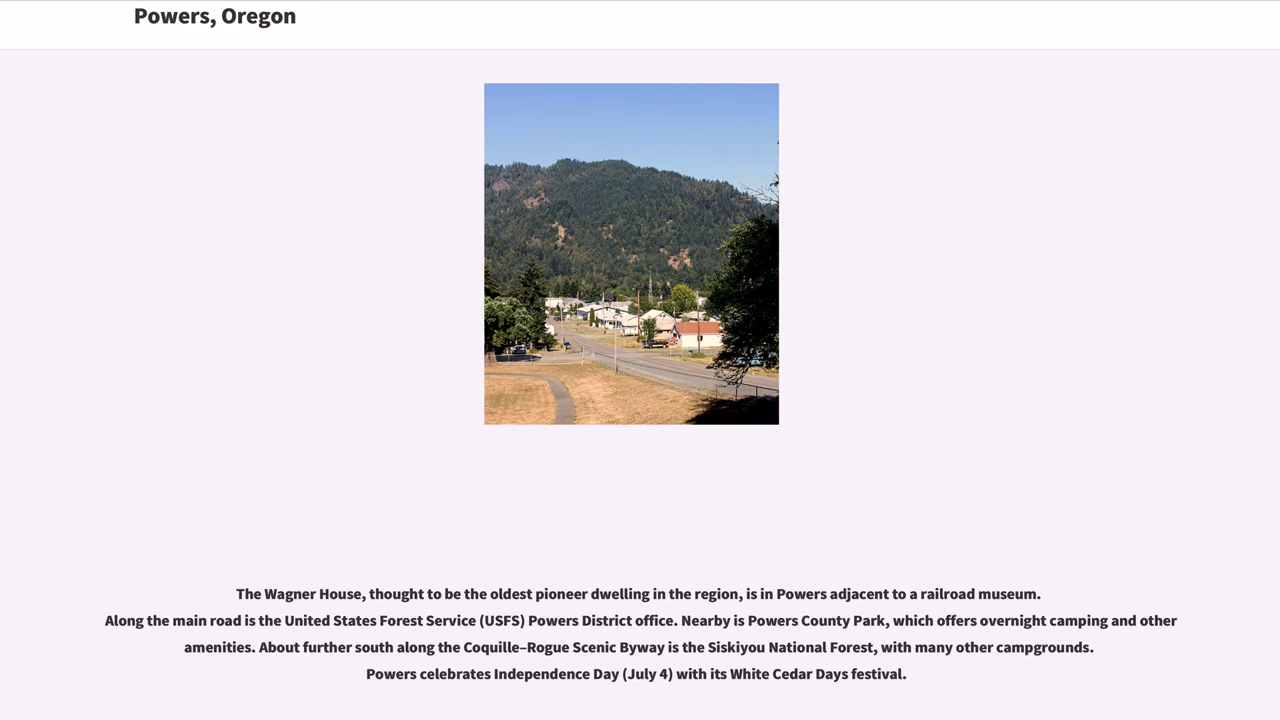 Powers, Oregon
The Wagner House, thought to be the oldest pioneer dwelling in the region, is in Powers adjacent to a railroad museum.
Along the main road is the United States Forest Service (USFS) Powers District office. Nearby is Powers County Park, which offers overnight camping and other
amenities. About further south along the Coquille–Rogue Scenic Byway is the Siskiyou National Forest, with many other campgrounds.
Powers celebrates Independence Day (July 4) with its White Cedar Days festival.